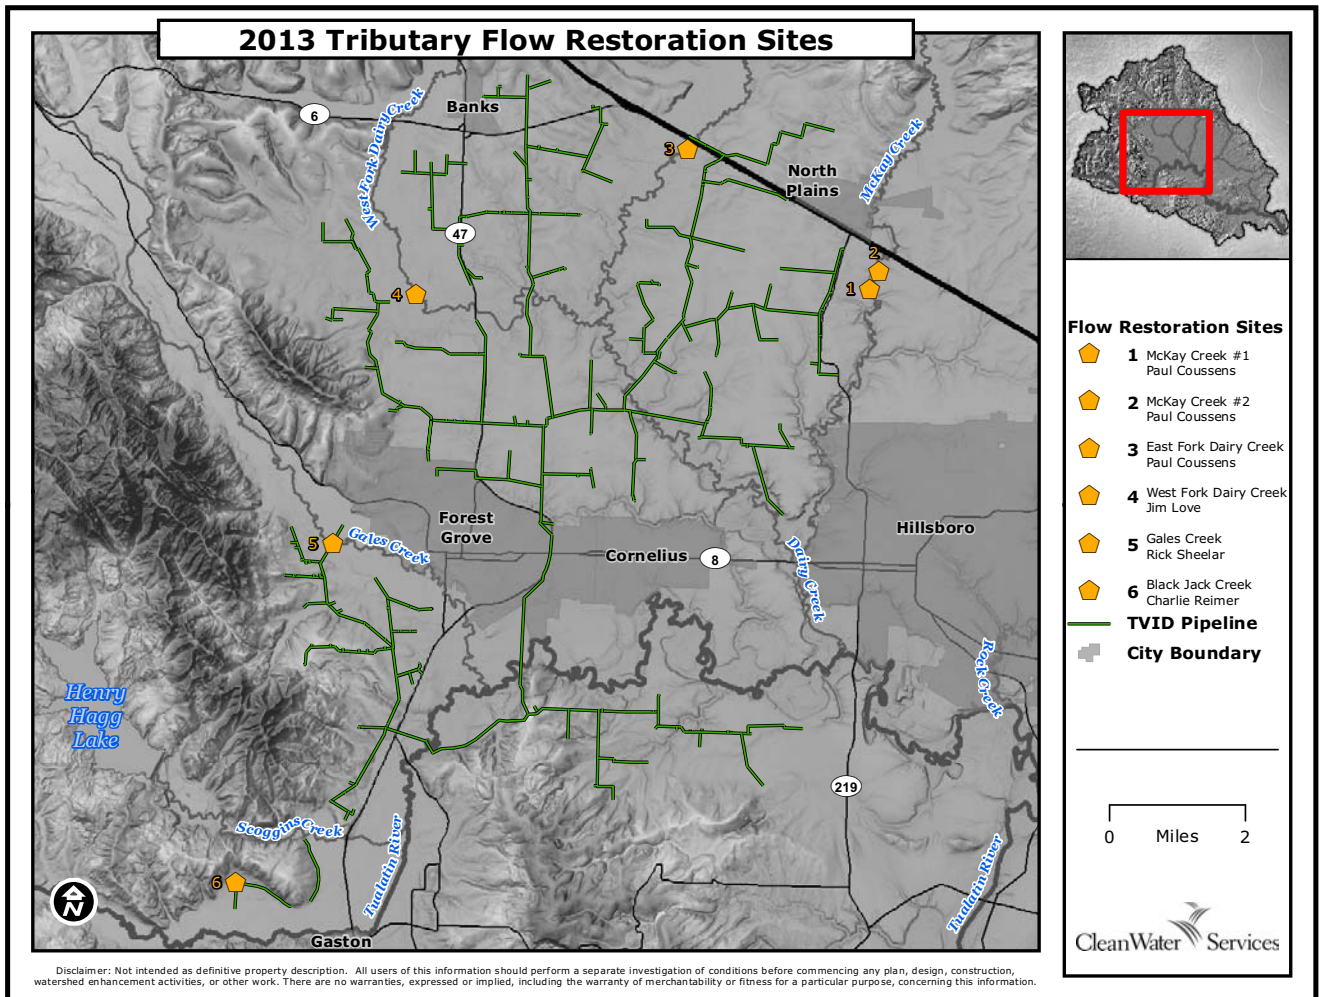 2013 Tributary Flow Restoration Sites
Banks
6
West Fork Dairy Creek
3
North
Plains
McKay Creek
47
2
1
4
Forest
Grove
5
Gales Creek
Cornelius
8
Hillsboro
Dairy Creek
Rock Creek
Henry
Hagg
Lake
219
Scoggins Creek
Tualatin River
Tualatin River
6
N
Gaston
Flow Restoration Sites
1 McKay Creek #1
Paul Coussens
2 McKay Creek #2
Paul Coussens
3 East Fork Dairy Creek
Paul Coussens
4 West Fork Dairy Creek
Jim Love
5 Gales Creek
Rick Sheelar
6 Black Jack Creek
Charlie Reimer
TVID Pipeline
City Boundary
0 Miles 2
CleanWater Services
Disclaimer: Not intended as definitive property description. All users of this information should perform a separate investigation of conditions before commencing any plan, design, construction,
watershed enhancement activities, or other work. There are no warranties, expressed or implied, including the warranty of merchantability or fitness for a particular purpose, concerning this information.